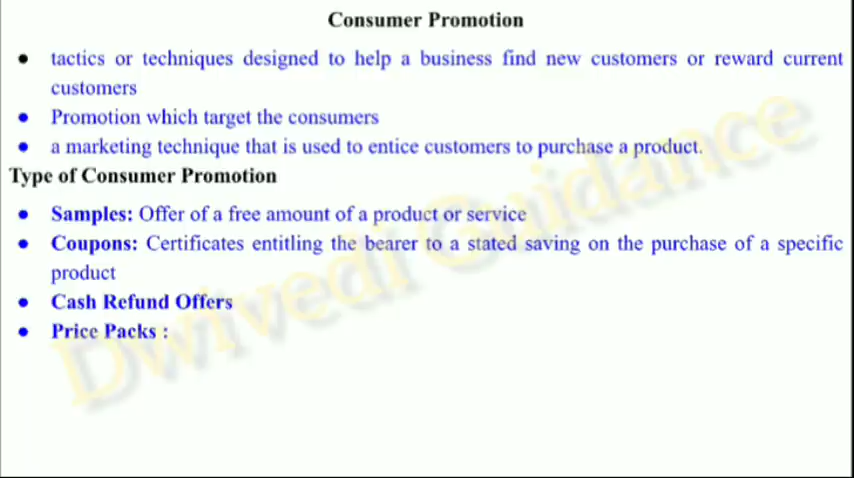 Consumer Promotion
● tactics or techniques designed to help a business find new customers or reward current
customers
● Promotion which target the consumers
● a marketing technique that is used to entice customers to purchase a product.
Type of Consumer Promotion
● Samples: Offer of a free amount of a product or service
● Coupons: Certificates entitling the bearer to a stated saving on the purchase of a specific
product
● Cash Refund Offers
● Price Packs :
Dwivedi Guidance